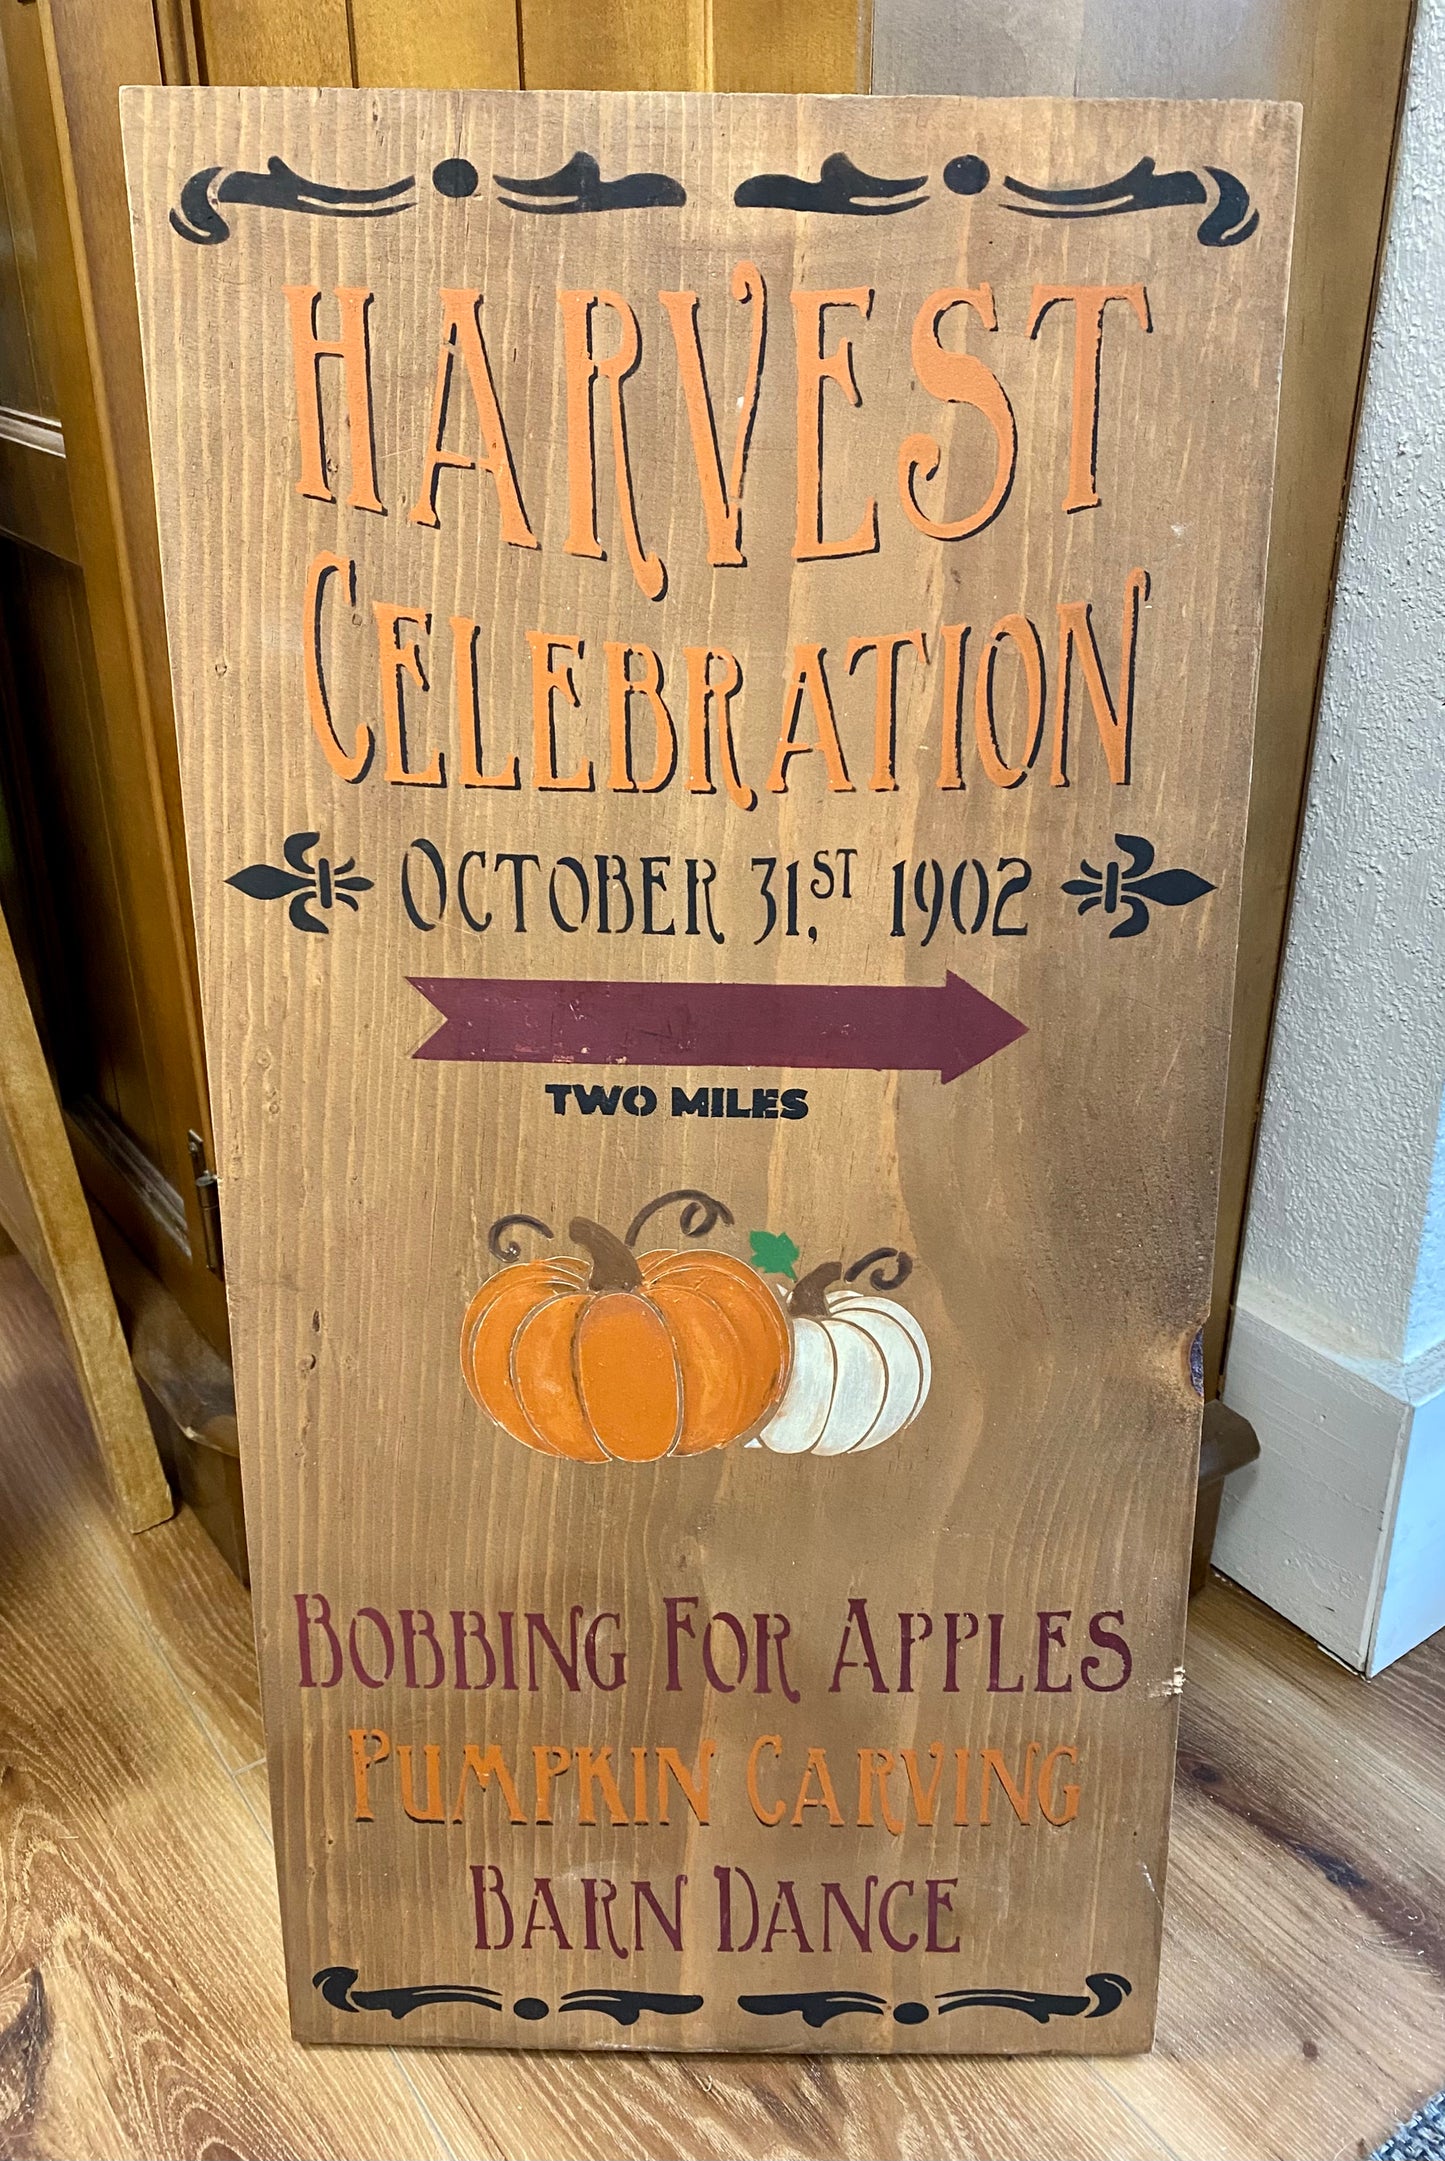 HARVEST
CELEBRATION
OCTOBER 31,ST 1902
TWO MILES
BOBBING FOR APPLES
PUMPKIN CARVING
BARN DANCE